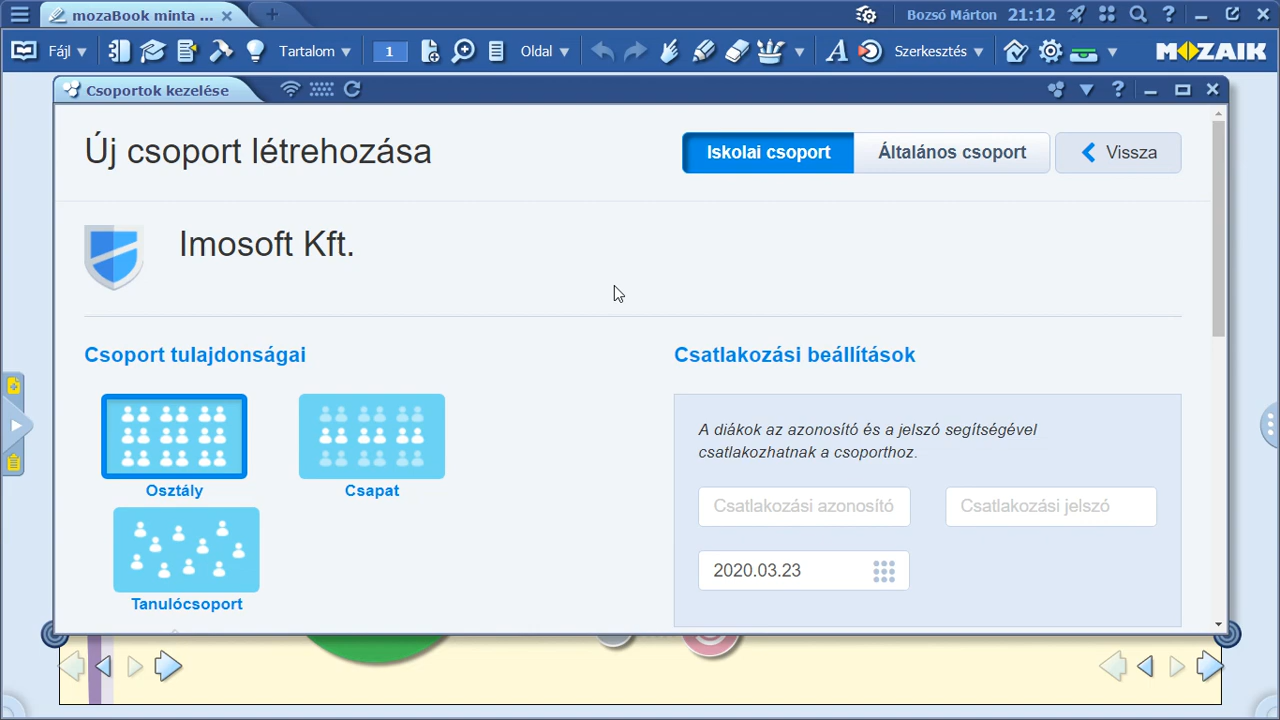 mozaBook minta ...
Bozsó Márton 21:12
Fájl
Tartalom
1
Oldal
Szerkesztés
MOZAIK
Csoportok kezelése
Új csoport létrehozása
Iskolai csoport
Általános csoport
Vissza
Imosoft Kft.
Csoport tulajdonságai
Csatlakozási beállítások
Osztály
Csapat
Tanulócsoport
A diákok az azonosító és a jelszó segítségével
csatlakozhatnak a csoporthoz.
Csatlakozási azonosító
Csatlakozási jelszó
2020.03.23